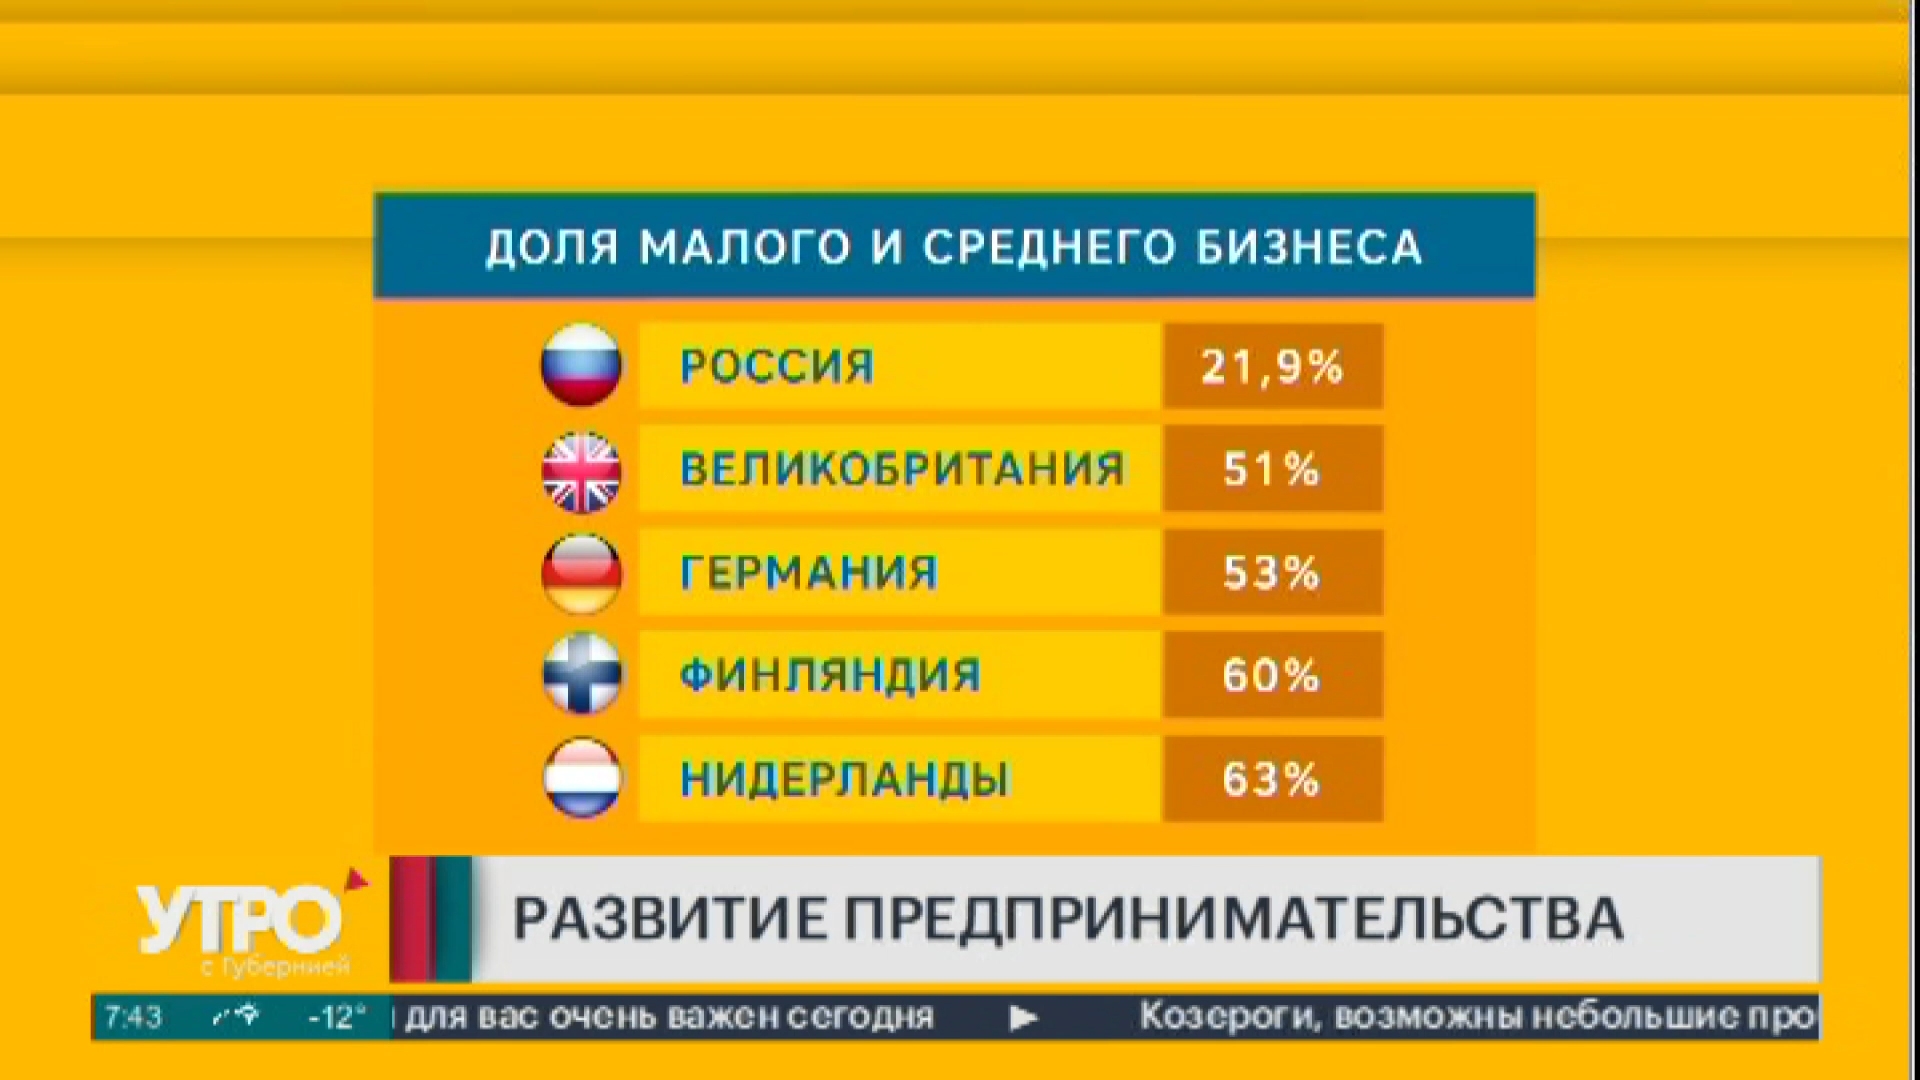 ДОЛЯ МАЛОГО И СРЕДНЕГО БИЗНЕСА
РОССИЯ 21,9%
ВЕЛИКОБРИТАНИЯ 51%
ГЕРМАНИЯ 53%
ФИНЛЯНДИЯ 60%
НИДЕРЛАНДЫ 63%
УТРО
с Губернией
РАЗВИТИЕ ПРЕДПРИНИМАТЕЛЬСТВА
7:43 -12° для вас очень важен сегодня ▶ Козероги, возможны небольшие про